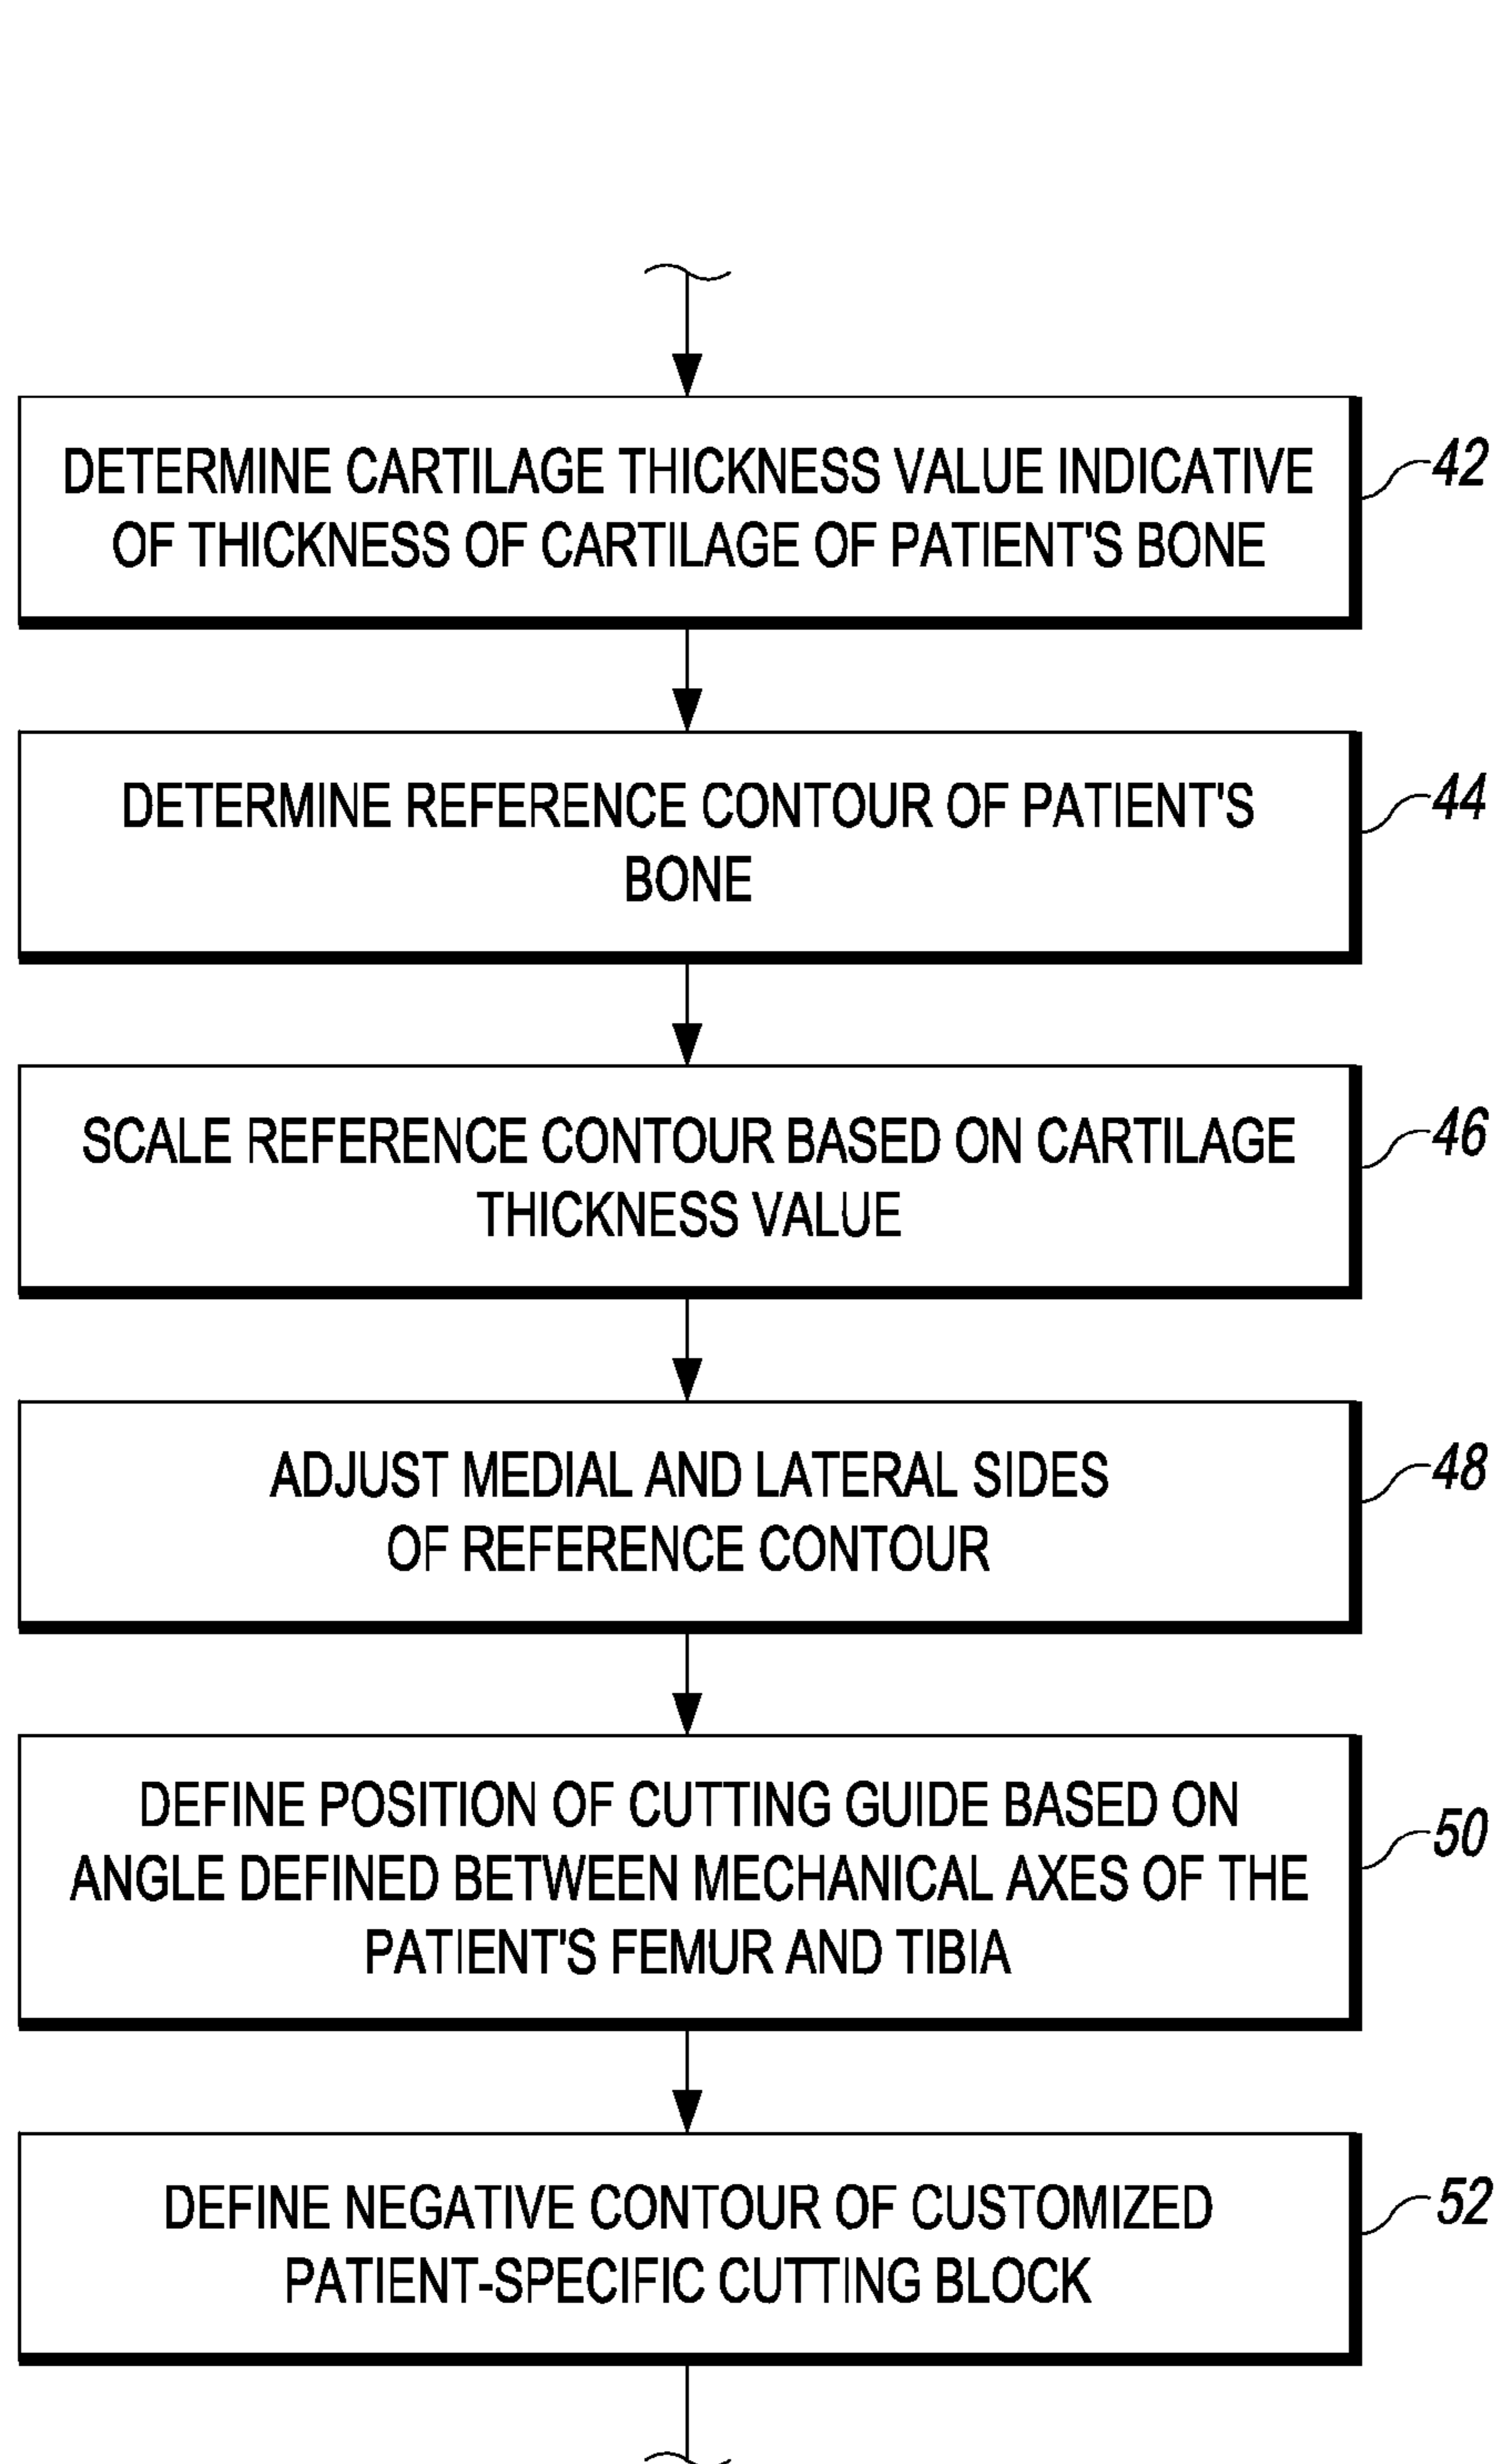 DETERMINE CARTILAGE THICKNESS VALUE INDICATIVE
OF THICKNESS OF CARTILAGE OF PATIENT'S BONE
42
DETERMINE REFERENCE CONTOUR OF PATIENT'S
BONE
44
SCALE REFERENCE CONTOUR BASED ON CARTILAGE
THICKNESS VALUE
46
ADJUST MEDIAL AND LATERAL SIDES
OF REFERENCE CONTOUR
48
DEFINE POSITION OF CUTTING GUIDE BASED ON
ANGLE DEFINED BETWEEN MECHANICAL AXES OF THE
PATIENT'S FEMUR AND TIBIA
50
DEFINE NEGATIVE CONTOUR OF CUSTOMIZED
PATIENT-SPECIFIC CUTTING BLOCK
52